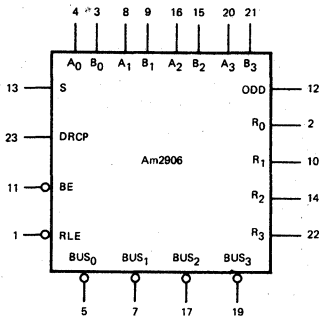 4 3 8 9 16 15 20 21
A0 B0 A1 B1 A2 B2 A3 B3
13 S ODD 12
R0 2
23 DRCP
Am2906 R1 10
11 BE
R2 14
1 RLE R3 22
BUS0 BUS1 BUS2 BUS3
5 7 17 19